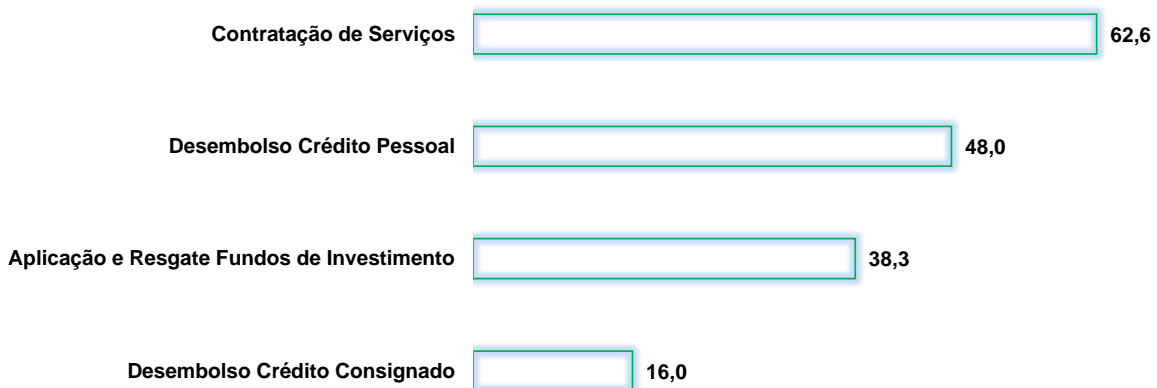 Contratação de Serviços 62,6
Desembolso Crédito Pessoal 48,0
Aplicação e Resgate Fundos de Investimento 38,3
Desembolso Crédito Consignado 16,0